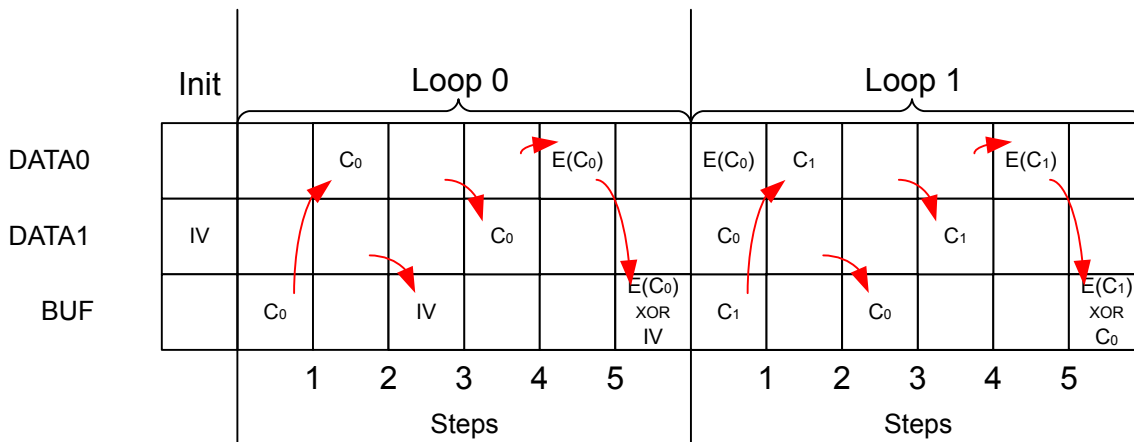 Init Loop 0 Loop 1
DATA0 C₀ E(C₀) E(C₀) C₁ E(C₁)
DATA1 IV C₀ C₀ C₁
BUF C₀ IV E(C₀) XOR IV C₁ C₀ E(C₁) XOR C₀
1 2 3 4 5 1 2 3 4 5
Steps Steps